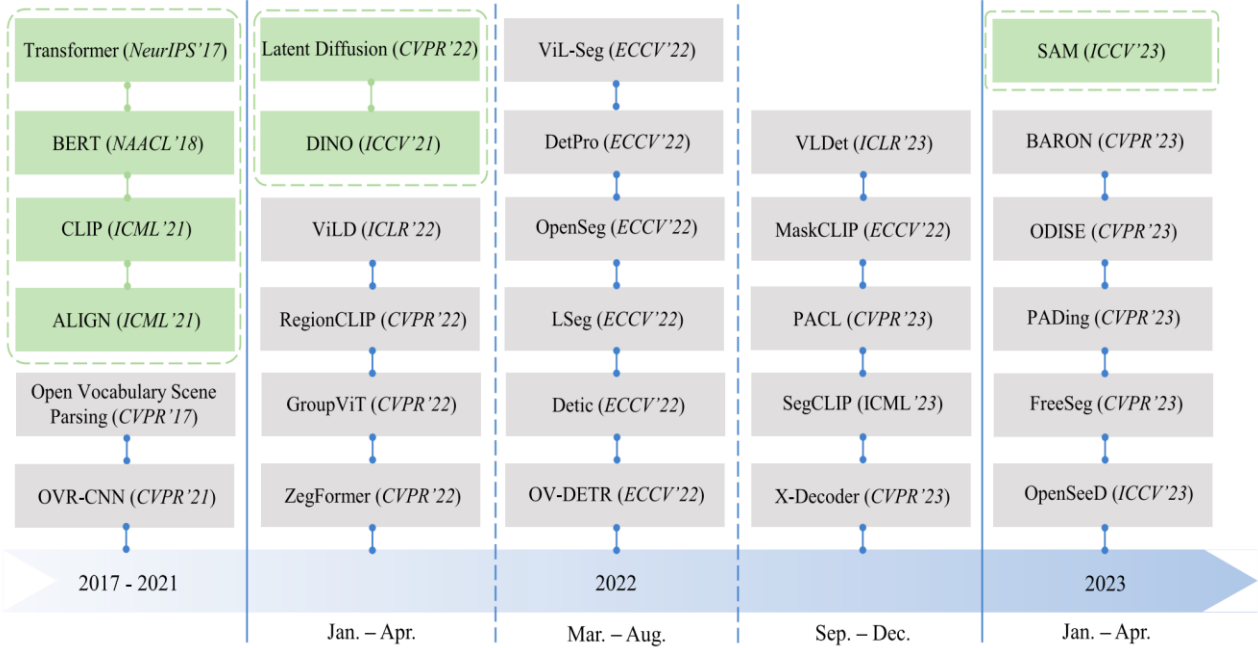 Transformer (NeurIPS'17)
BERT (NAACL'18)
CLIP (ICML'21)
ALIGN (ICML'21)
Open Vocabulary Scene
Parsing (CVPR'17)
OVR-CNN (CVPR'21)
Latent Diffusion (CVPR'22)
DINO (ICCV'21)
ViLD (ICLR'22)
RegionCLIP (CVPR'22)
GroupViT (CVPR'22)
ZegFormer (CVPR'22)
ViL-Seg (ECCV'22)
DetPro (ECCV'22)
OpenSeg (ECCV'22)
LSeg (ECCV'22)
Detic (ECCV'22)
OV-DETR (ECCV'22)
VLDet (ICLR'23)
MaskCLIP (ECCV'22)
PACL (CVPR'23)
SegCLIP (ICML'23)
X-Decoder (CVPR'23)
SAM (ICCV'23)
BARON (CVPR'23)
ODISE (CVPR'23)
PADing (CVPR'23)
FreeSeg (CVPR'23)
OpenSeeD (ICCV'23)
2017 - 2021
2022
2023
Jan. – Apr.
Mar. – Aug.
Sep. – Dec.
Jan. – Apr.